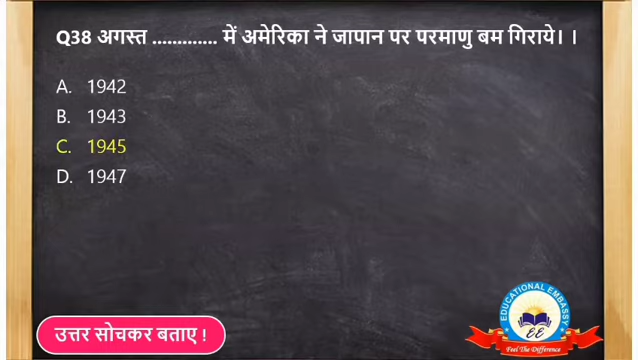 Q38 अगस्त ............. में अमेरिका ने जापान पर परमाणु बम गिराये। ।
A. 1942
B. 1943
C. 1945
D. 1947
उत्तर सोचकर बताए !
EDUCATIONAL EMBASSY
EE
Feel The Difference